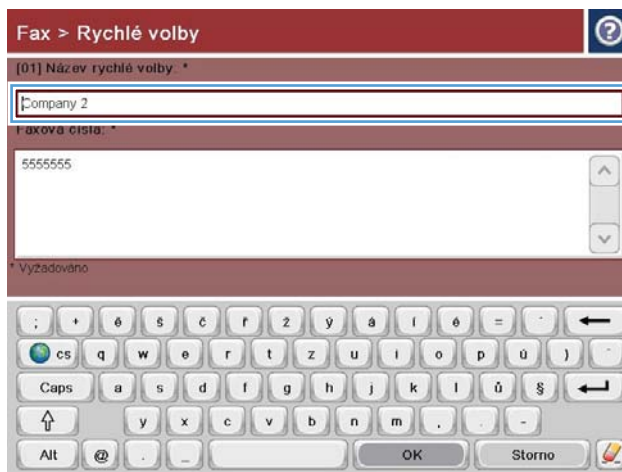 Fax > Rychlé volby
[01] Název rychlé volby: *
Company 2
Faxová čísla: *
5555555
* Vyžadováno
; + ě š č ř ž ý á í é = ´
cs q w e r t z u i o p ú ) ¨
Caps a s d f g h j k l ů §
y x c v b n m , . -
Alt @ . _ OK Storno